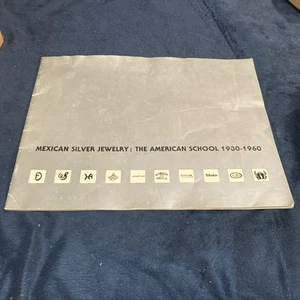 MEXICAN SILVER JEWELRY: THE AMERICAN SCHOOL 1930-1960